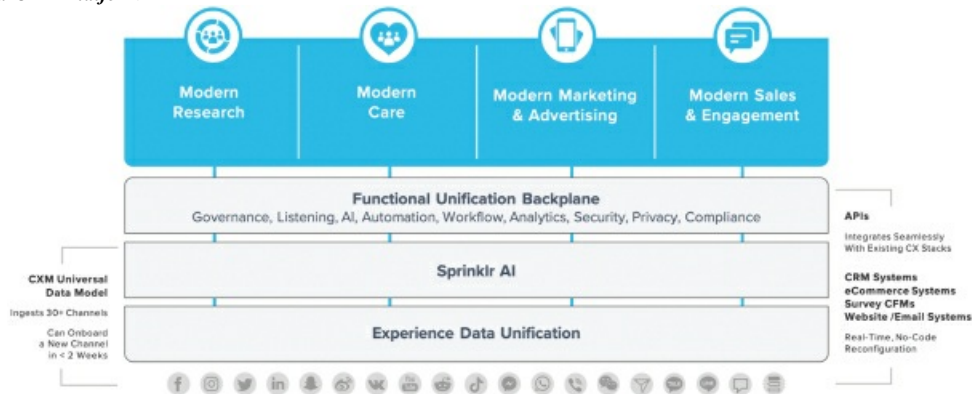 Modern
Research
Modern
Care
Modern Marketing
& Advertising
Modern Sales
& Engagement
Functional Unification Backplane
Governance, Listening, AI, Automation, Workflow, Analytics, Security, Privacy, Compliance
Sprinklr AI
Experience Data Unification
CXM Universal
Data Model
Ingests 30+ Channels
Can Onboard
a New Channel
in < 2 Weeks
APIs
Integrates Seamlessly
With Existing CX Stacks
CRM Systems
eCommerce Systems
Survey CFMs
Website /Email Systems
Real-Time, No-Code
Reconfiguration